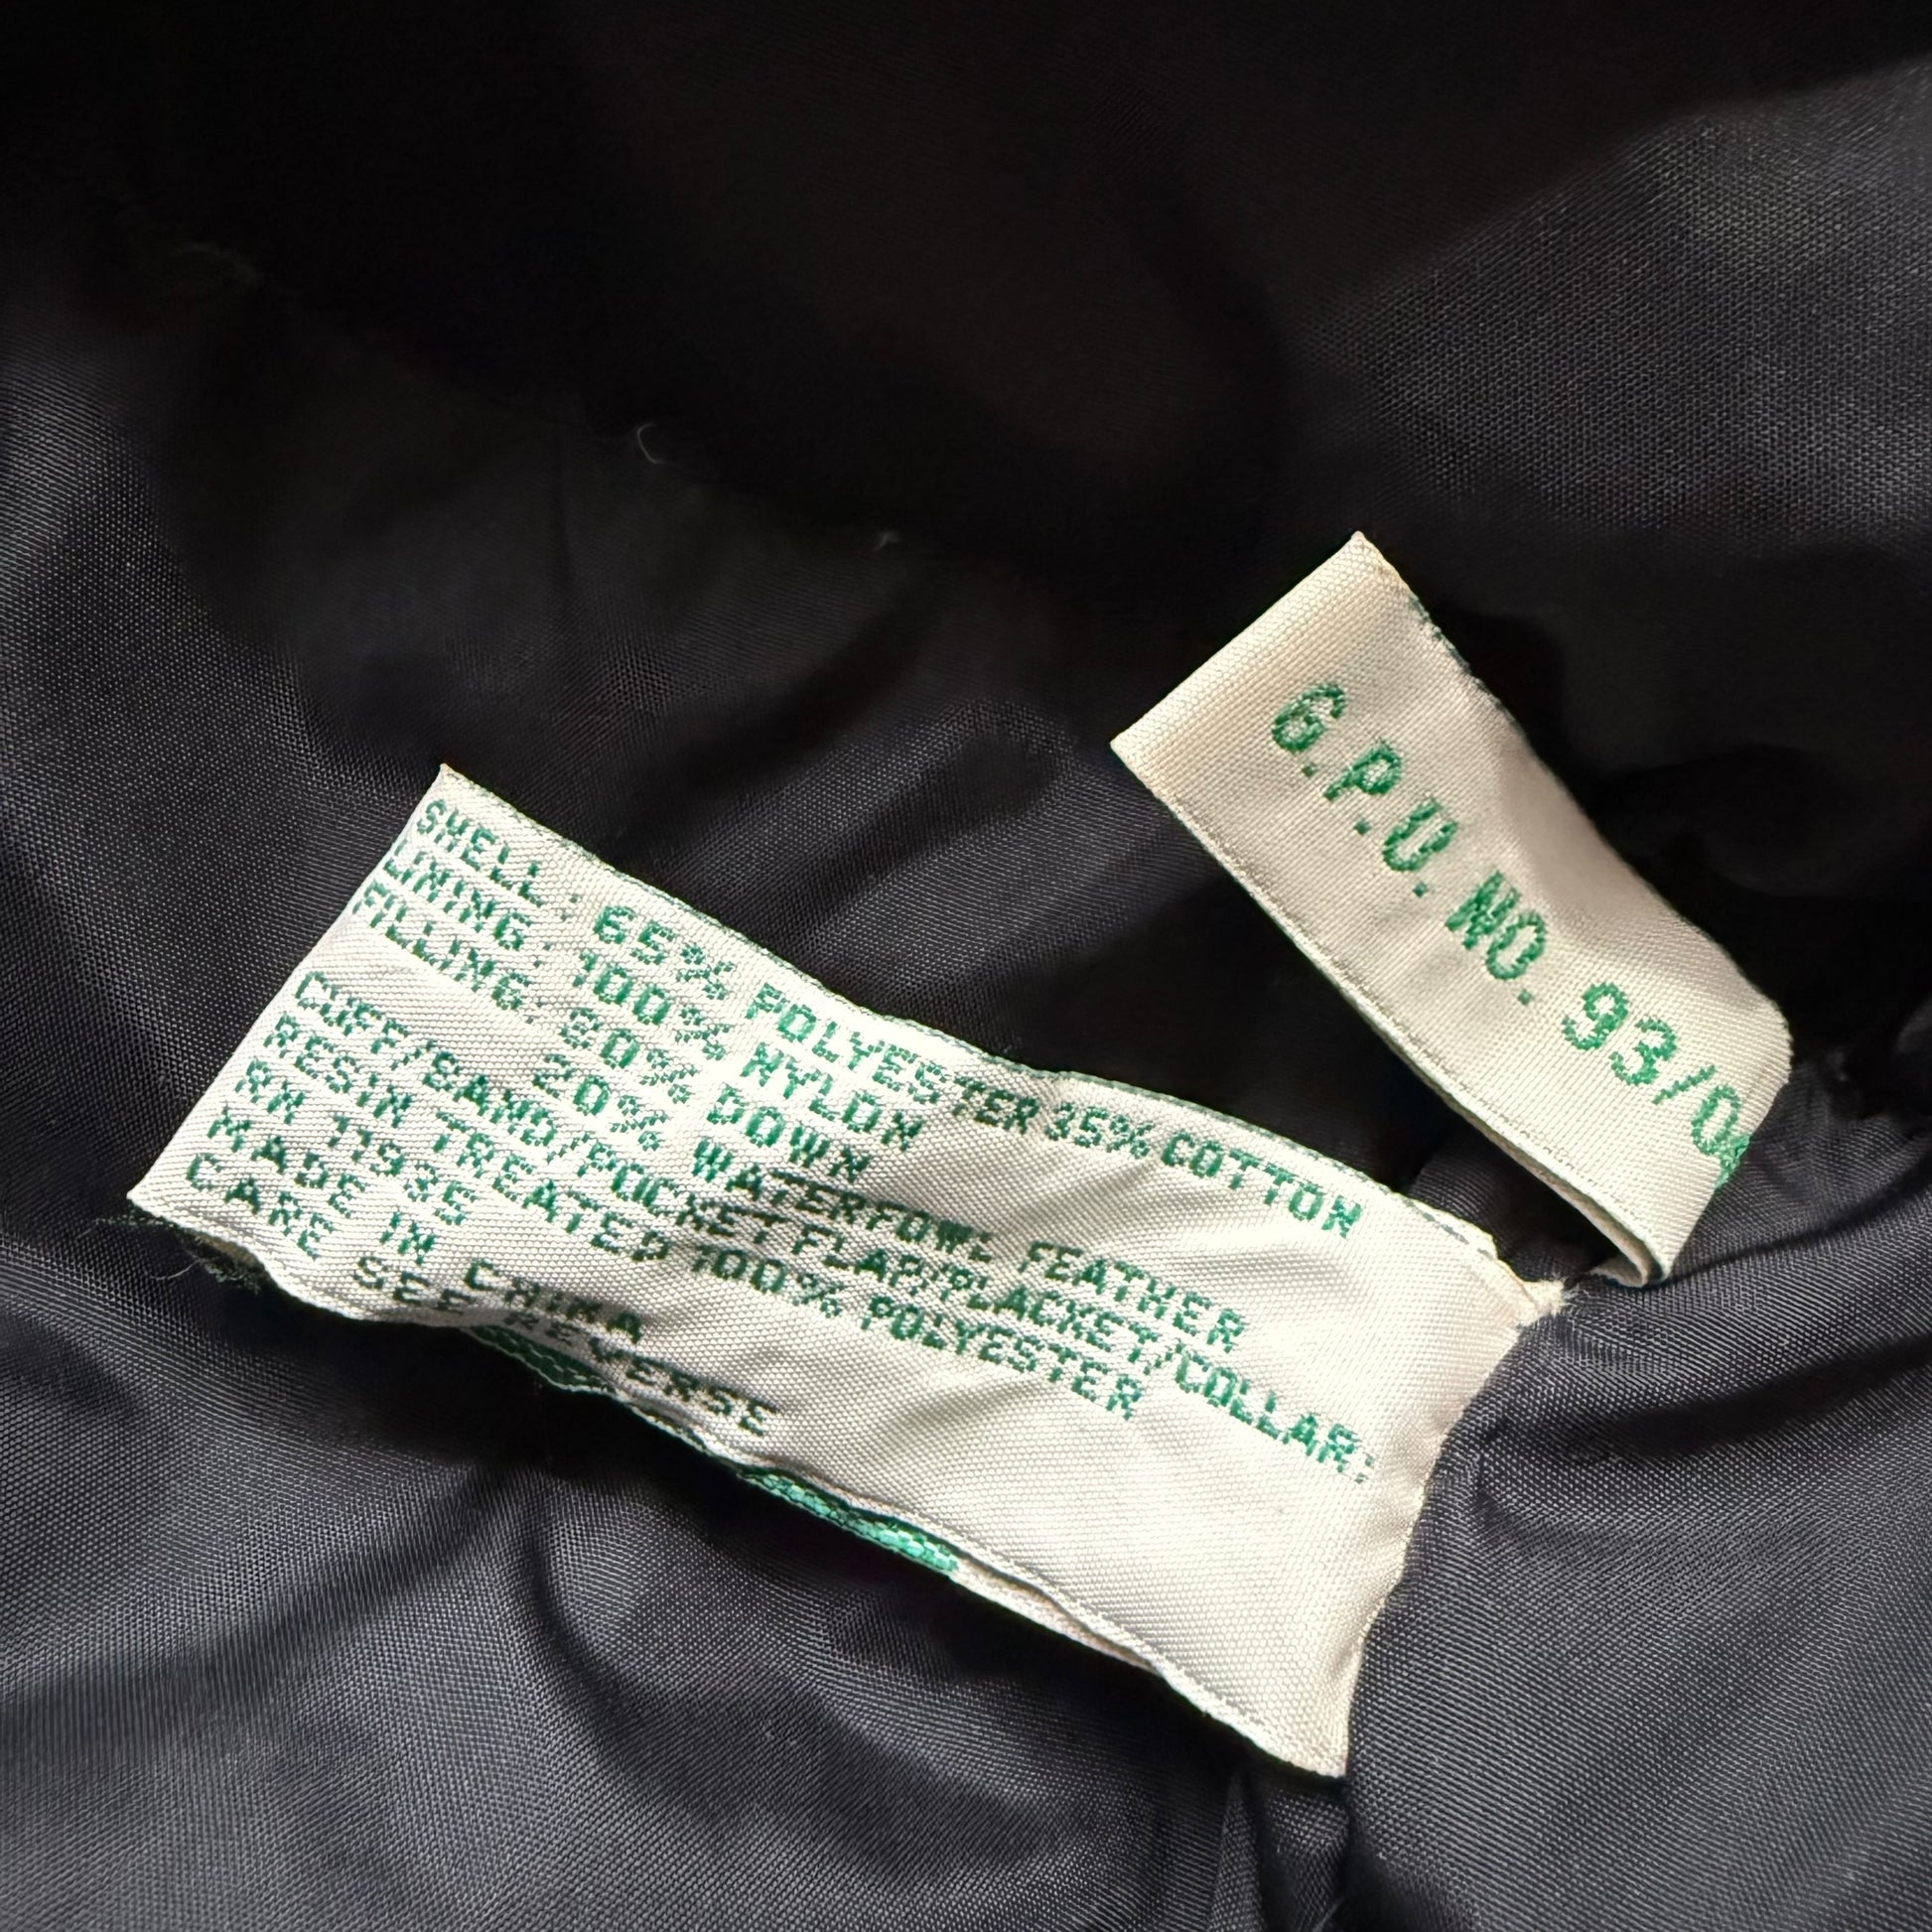 SHELL: 65% POLYESTER 35% COTTON
LINING: 100% NYLON
FILLING: 80% DOWN
20% WATERFOWL FEATHER
CUFF/BAND/POCKET FLAP/PLACKET/COLLAR:
RESIN TREATED 100% POLYESTER
RN 11935
MADE IN CHINA
CARE SEE REVERSE
G.P.U. NO. 93/04